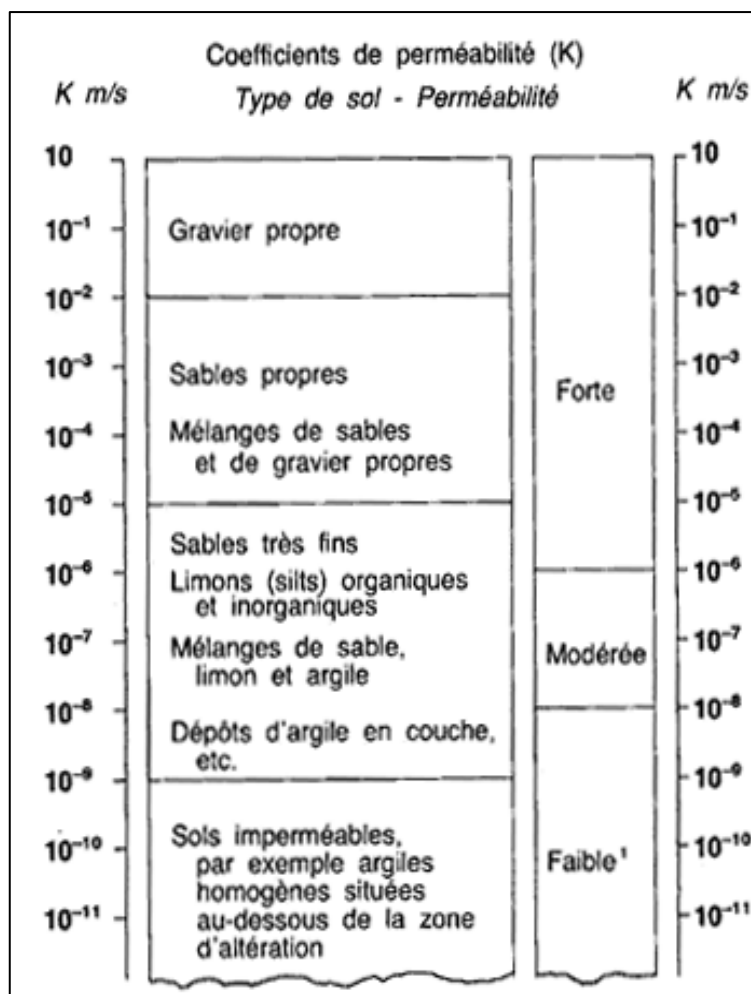 Coefficients de perméabilité (K)
K m/s
Type de sol - Perméabilité
K m/s
10
10⁻¹
10⁻²
10⁻³
10⁻⁴
10⁻⁵
10⁻⁶
10⁻⁷
10⁻⁸
10⁻⁹
10⁻¹⁰
10⁻¹¹
Gravier propre
Sables propres
Mélanges de sables
et de gravier propres
Sables très fins
Limons (silts) organiques
et inorganiques
Mélanges de sable,
limon et argile
Dépôts d'argile en couche,
etc.
Sols imperméables,
par exemple argiles
homogènes situées
au-dessous de la zone
d'altération
Forte
Modérée
Faible¹
10
10⁻¹
10⁻²
10⁻³
10⁻⁴
10⁻⁵
10⁻⁶
10⁻⁷
10⁻⁸
10⁻⁹
10⁻¹⁰
10⁻¹¹